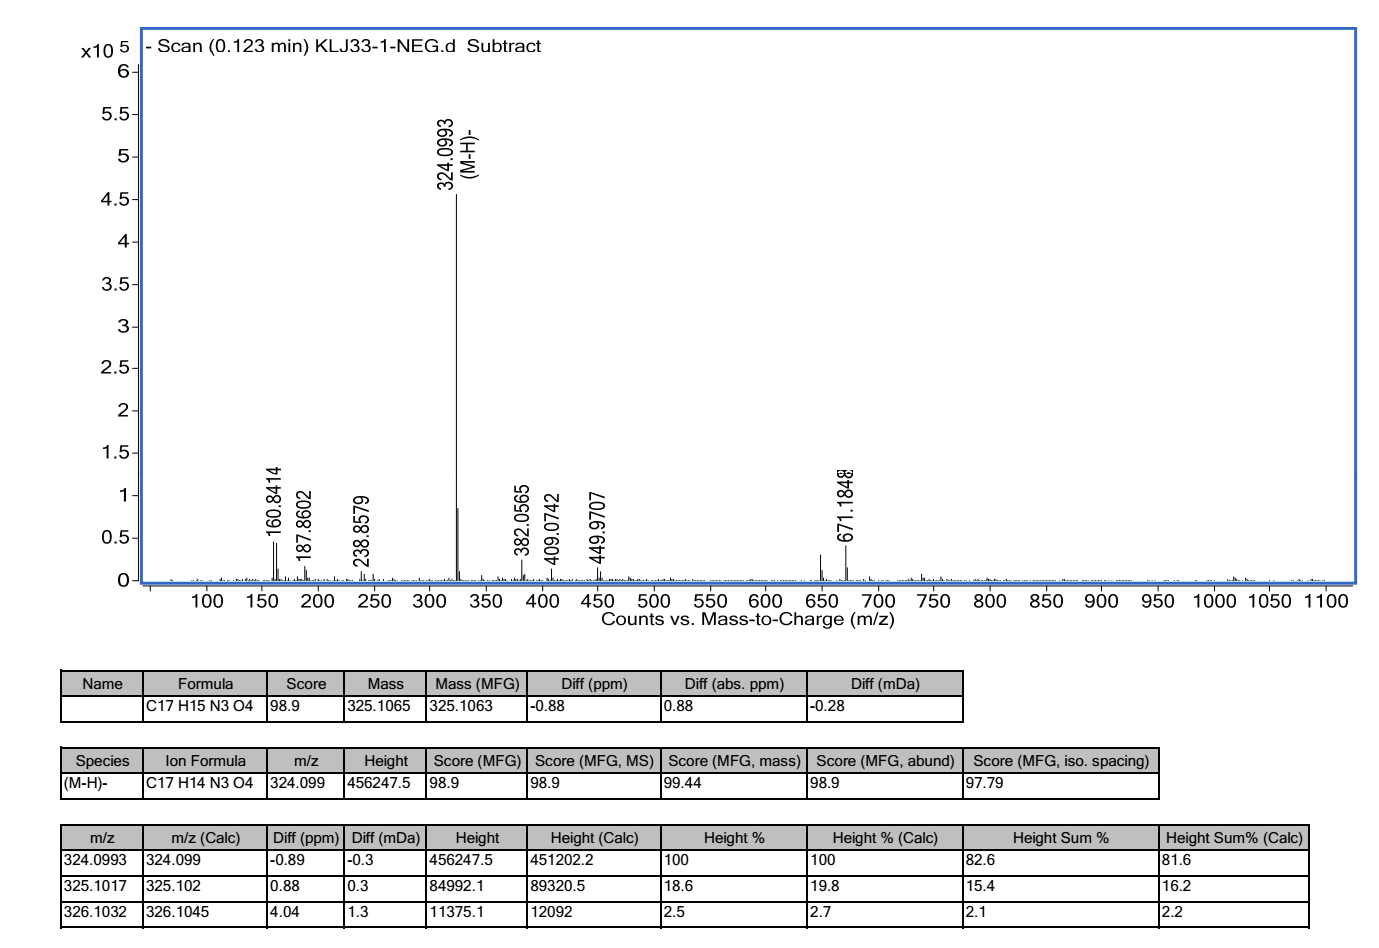 x10 5
- Scan (0.123 min) KLJ33-1-NEG.d Subtract
6
5.5
5
4.5
4
3.5
3
2.5
2
1.5
1
0.5
0
324.0993
(M-H)-
160.8414
187.8602
238.8579
382.0565
409.0742
449.9707
671.1848
100 150 200 250 300 350 400 450 500 550 600 650 700 750 800 850 900 950 1000 1050 1100
Counts vs. Mass-to-Charge (m/z)
Name Formula Score Mass Mass (MFG) Diff (ppm) Diff (abs. ppm) Diff (mDa)
C17 H15 N3 O4 98.9 325.1065 325.1063 -0.88 0.88 -0.28
Species Ion Formula m/z Height Score (MFG) Score (MFG, MS) Score (MFG, mass) Score (MFG, abund) Score (MFG, iso. spacing)
(M-H)- C17 H14 N3 O4 324.099 456247.5 98.9 98.9 99.44 98.9 97.79
m/z m/z (Calc) Diff (ppm) Diff (mDa) Height Height (Calc) Height % Height % (Calc) Height Sum % Height Sum% (Calc)
324.0993 324.099 -0.89 -0.3 456247.5 451202.2 100 100 82.6 81.6
325.1017 325.102 0.88 0.3 84992.1 89320.5 18.6 19.8 15.4 16.2
326.1032 326.1045 4.04 1.3 11375.1 12092 2.5 2.7 2.1 2.2